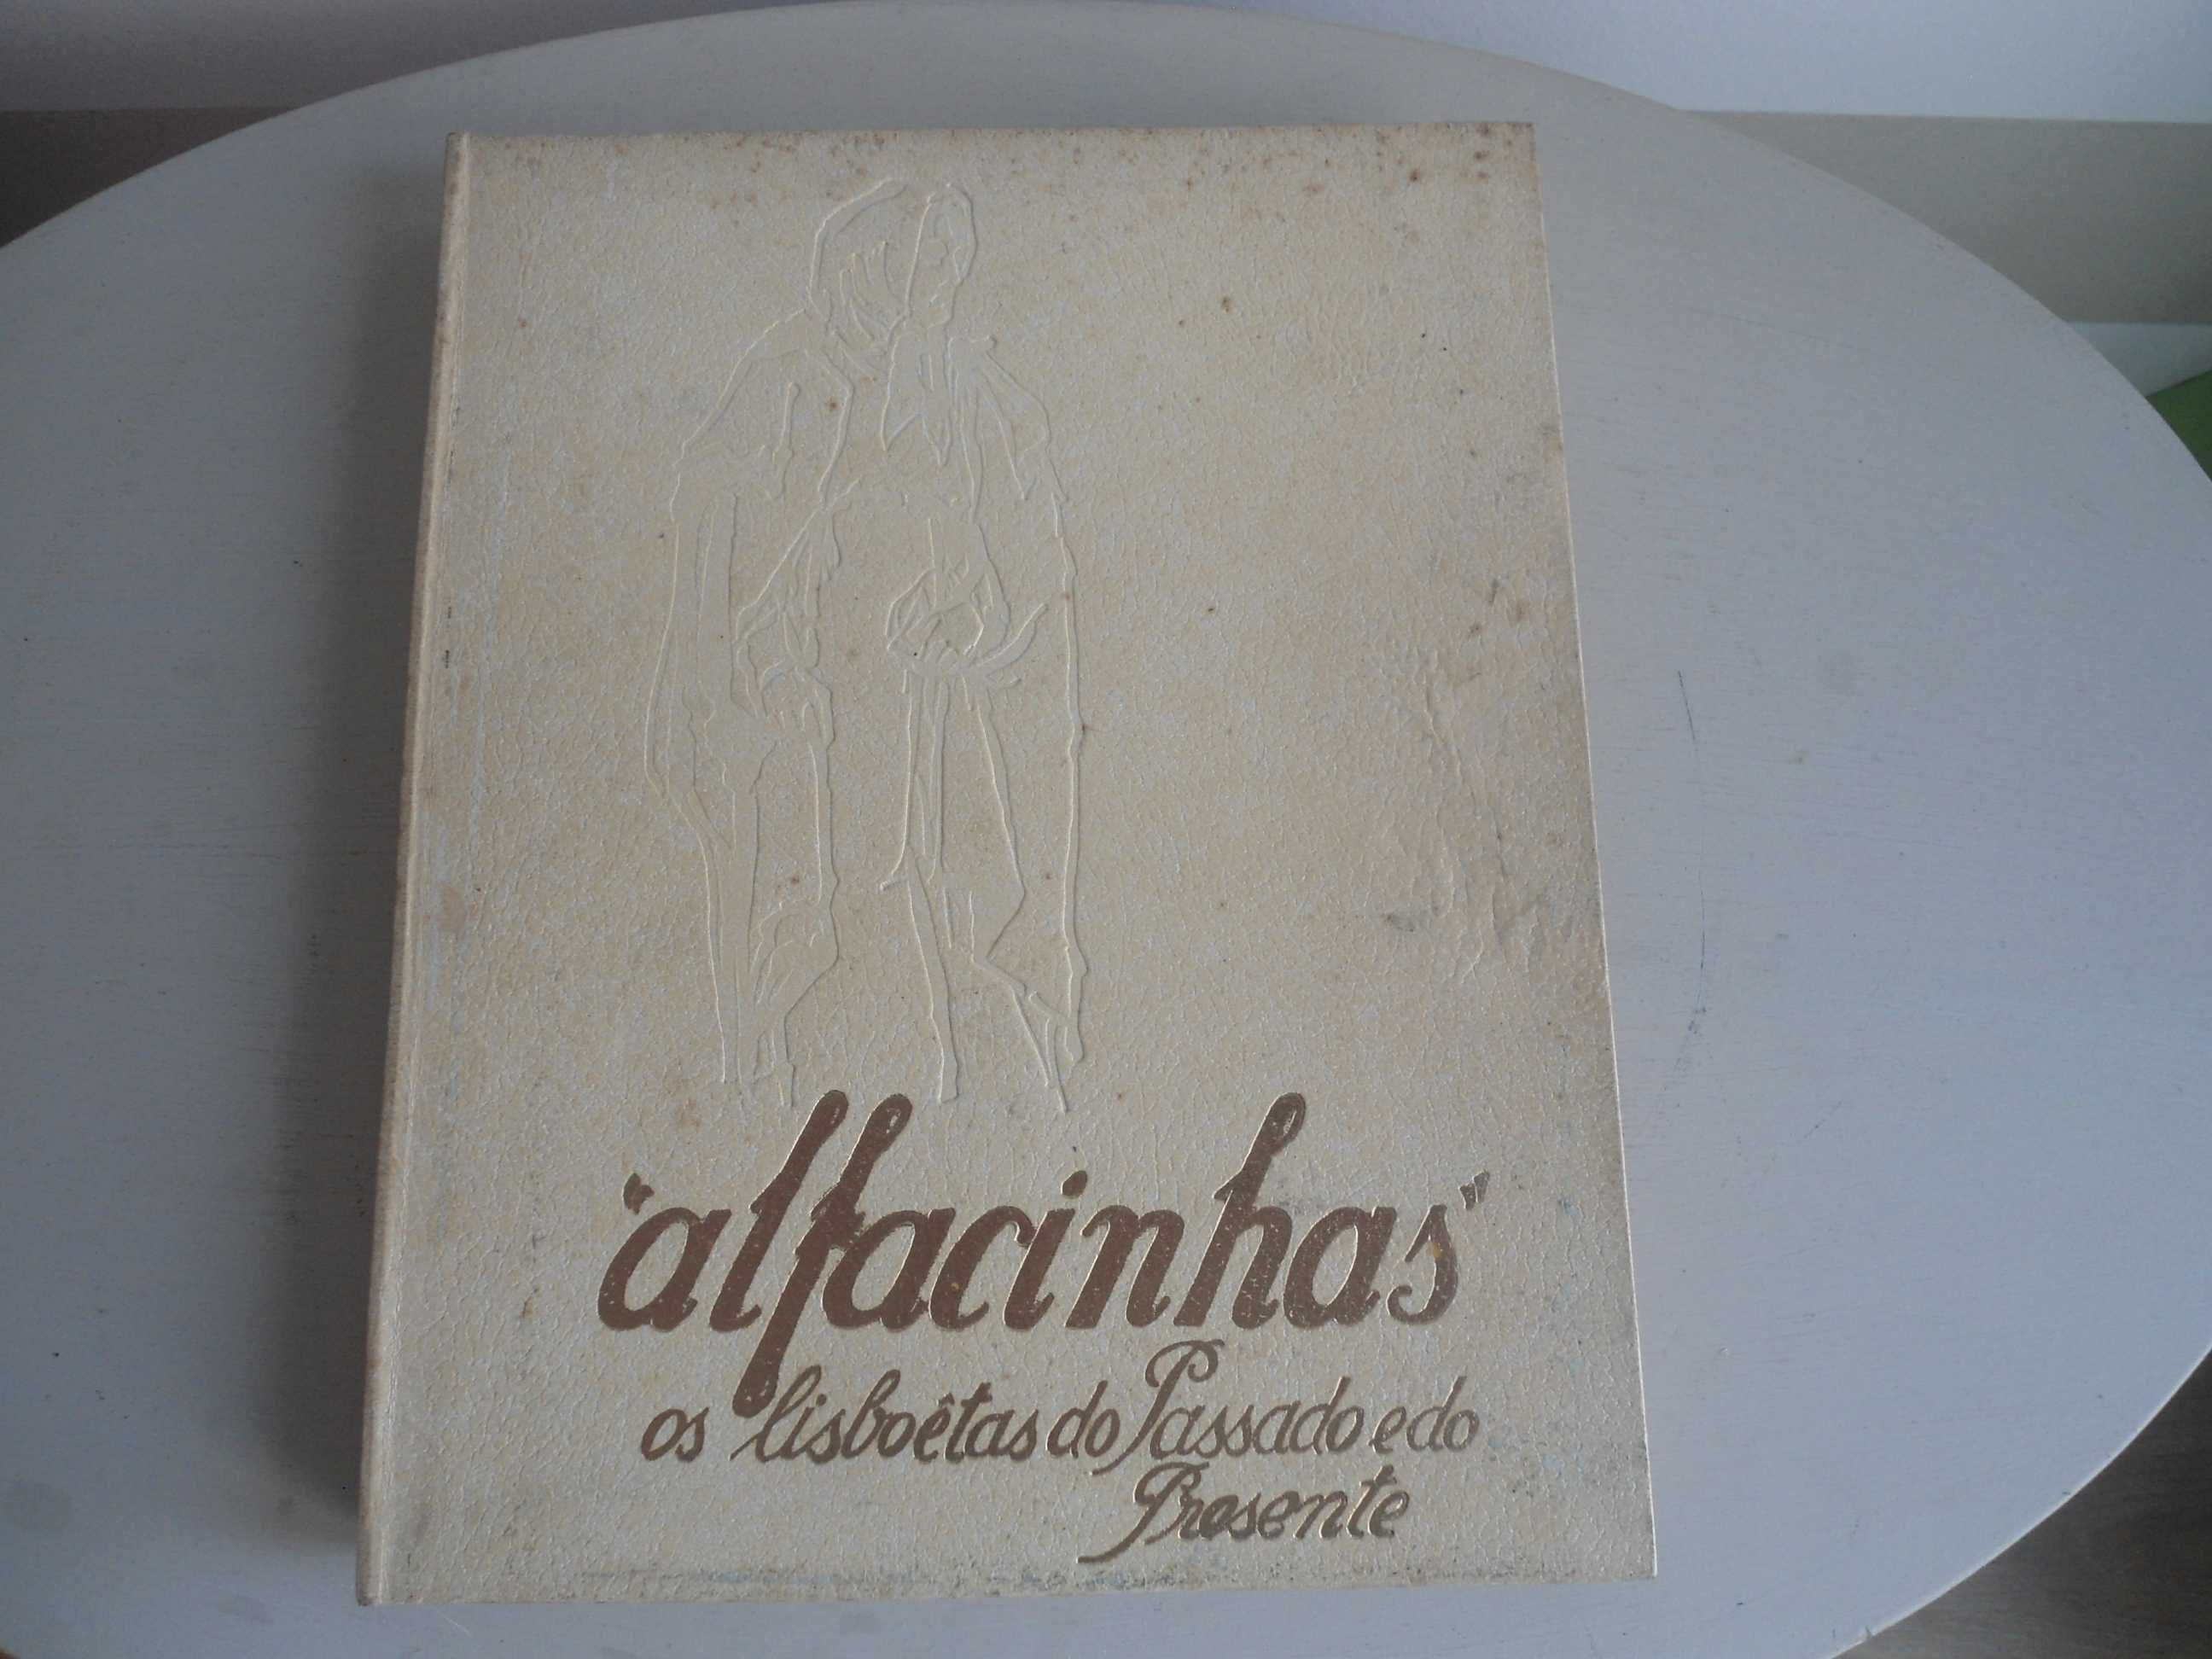 "alfacinhas"
os lisboêtas do Passado e do
Presente